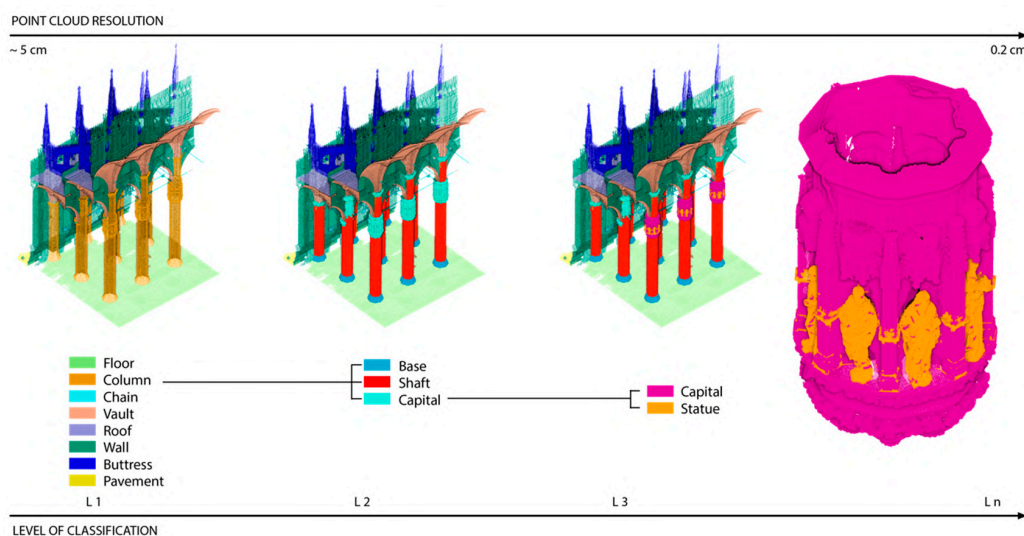 POINT CLOUD RESOLUTION
~ 5 cm
0.2 cm
Floor
Column
Chain
Vault
Roof
Wall
Buttress
Pavement
Base
Shaft
Capital
Capital
Statue
L 1
L 2
L 3
L n
LEVEL OF CLASSIFICATION